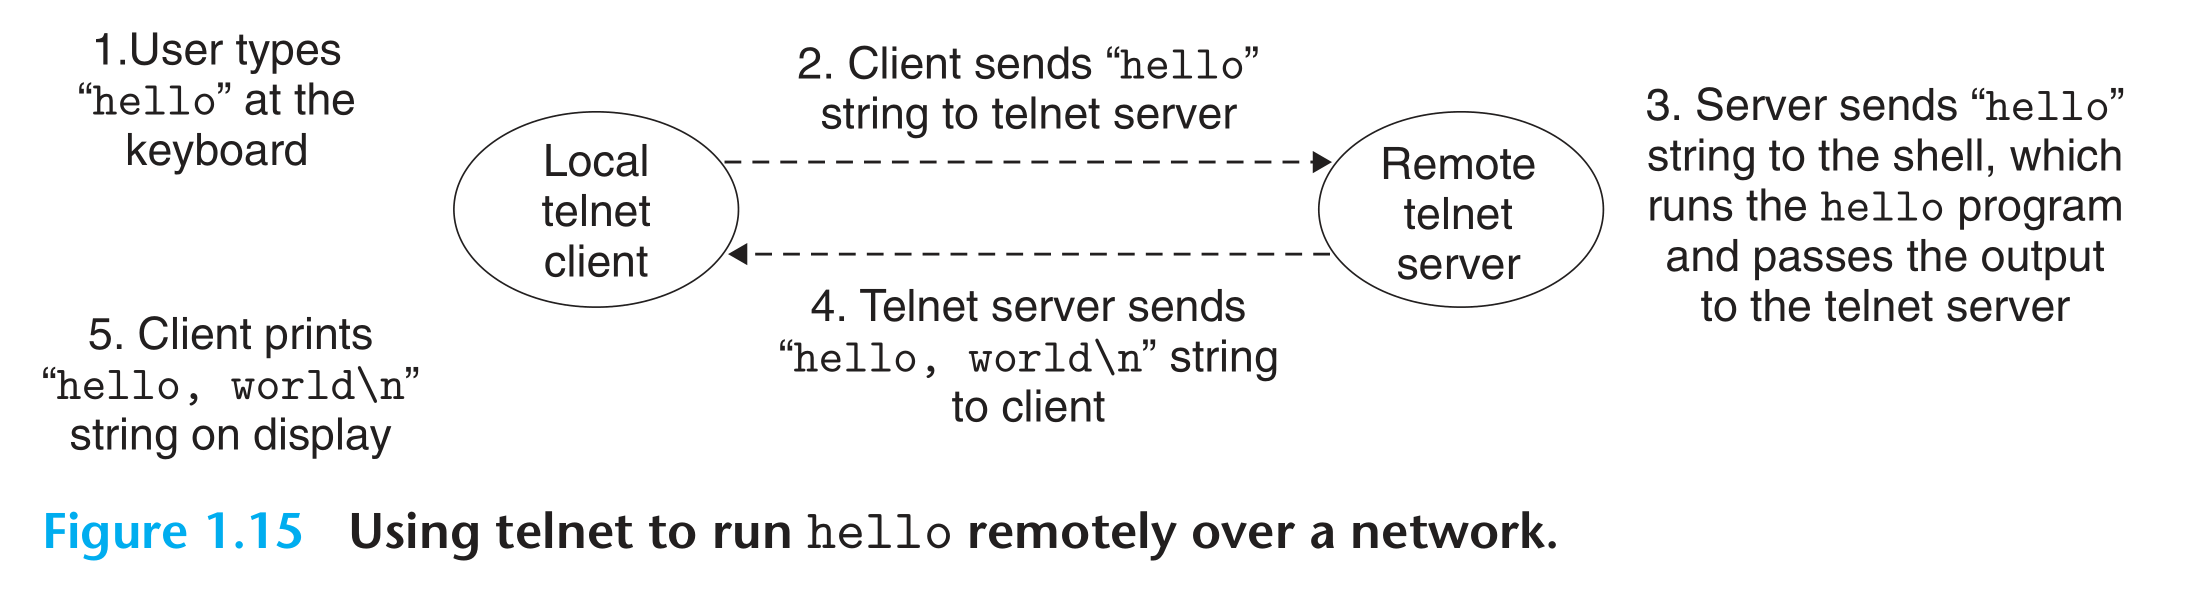 1.User types
“hello” at the
keyboard
2. Client sends “hello”
string to telnet server
Local
telnet
client
Remote
telnet
server
3. Server sends “hello”
string to the shell, which
runs the hello program
and passes the output
to the telnet server
4. Telnet server sends
“hello, world\n” string
to client
5. Client prints
“hello, world\n”
string on display
Figure 1.15 Using telnet to run hello remotely over a network.